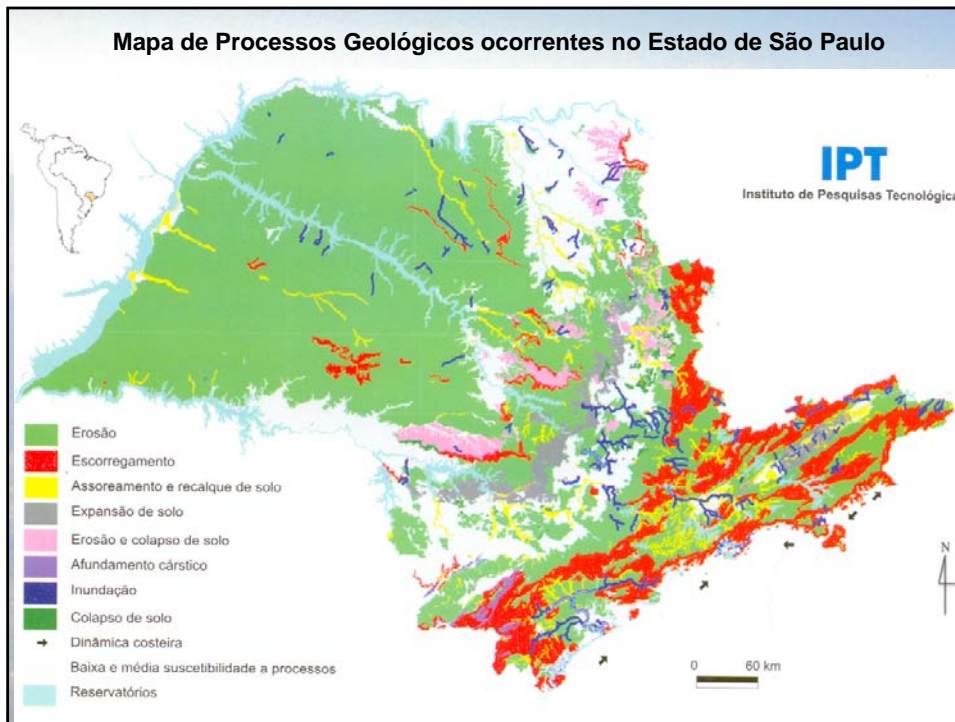 Mapa de Processos Geológicos ocorrentes no Estado de São Paulo
IPT
Instituto de Pesquisas Tecnológica
Erosão
Escorregamento
Assoreamento e recalque de solo
Expansão de solo
Erosão e colapso de solo
Afundamento cárstico
Inundação
Colapso de solo
Dinâmica costeira
Baixa e média suscetibilidade a processos
Reservatórios
N
0 60 km